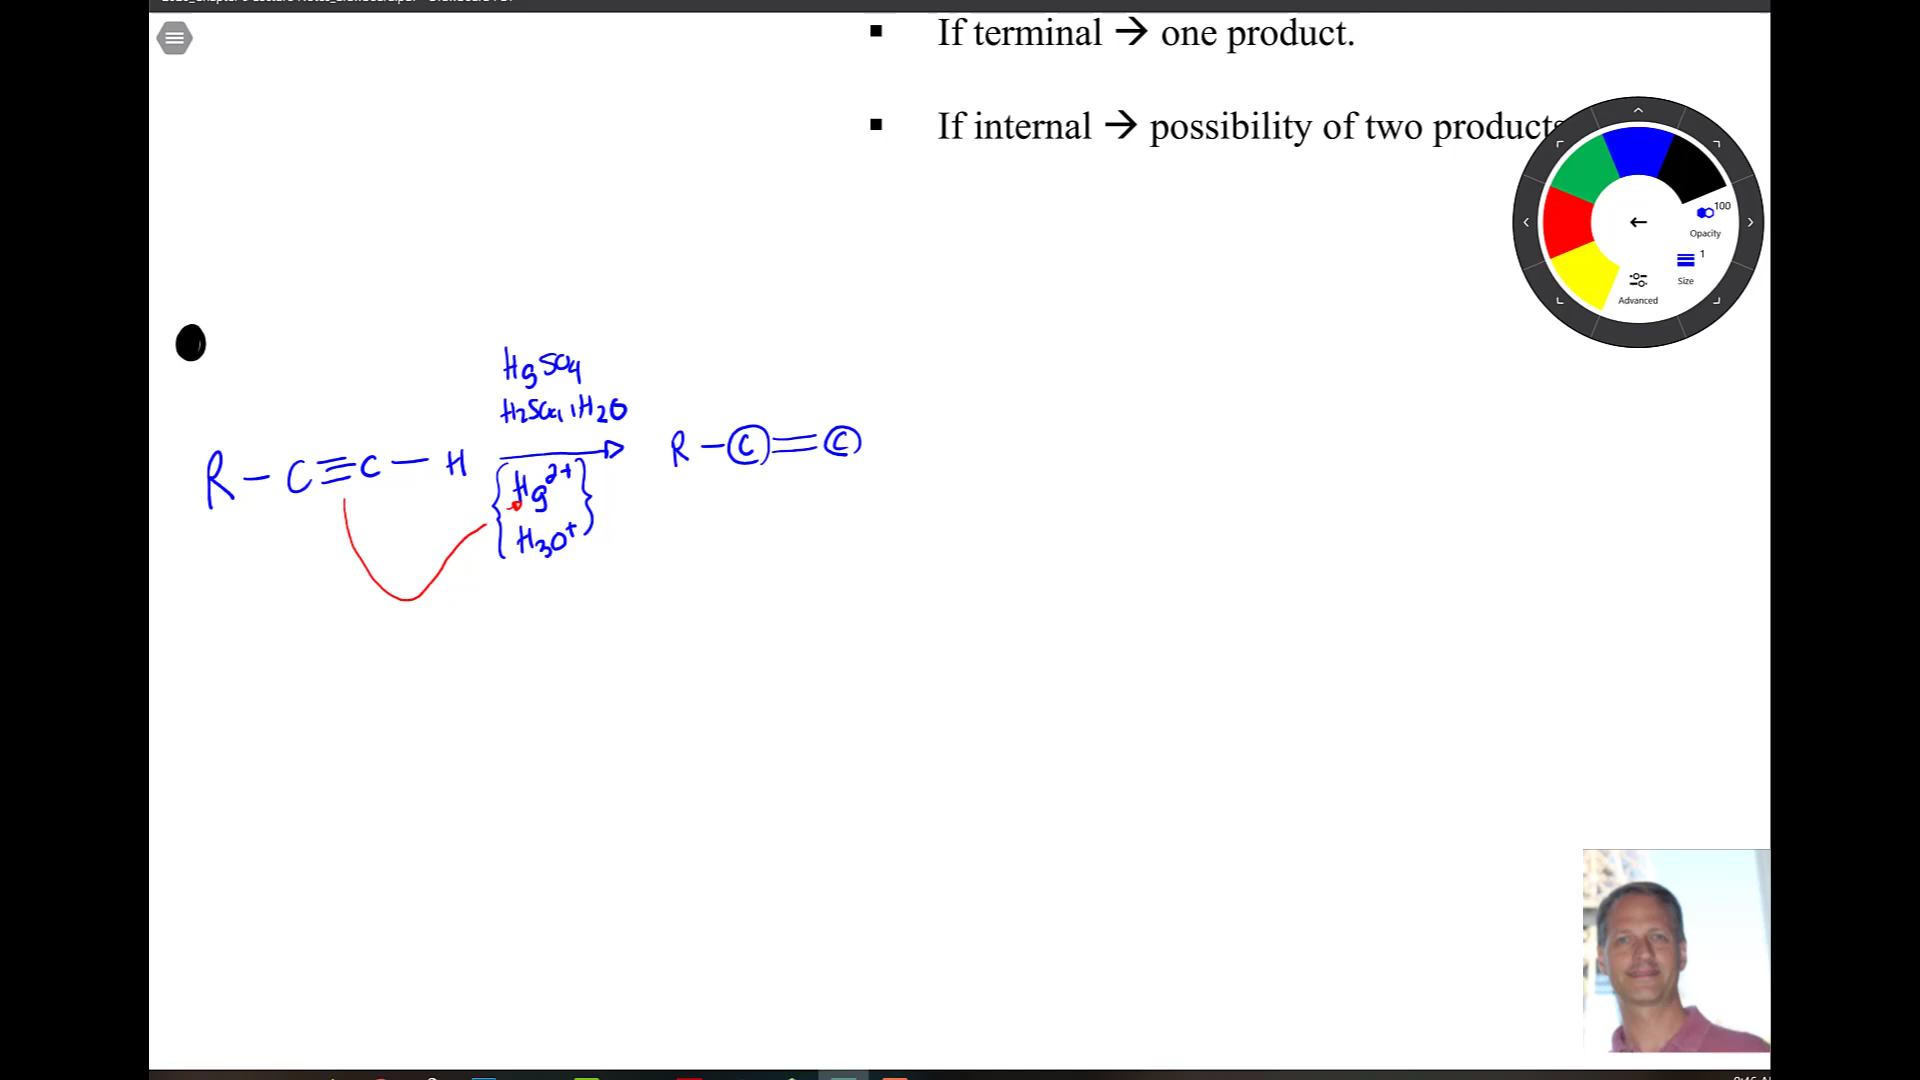 ▪ If terminal → one product.
▪ If internal → possibility of two products
100
Opacity
1
Size
Advanced
HgSO4
H2SO4, H2O
R – C ≡ C – H
R – C = C
Hg2+
H3O+